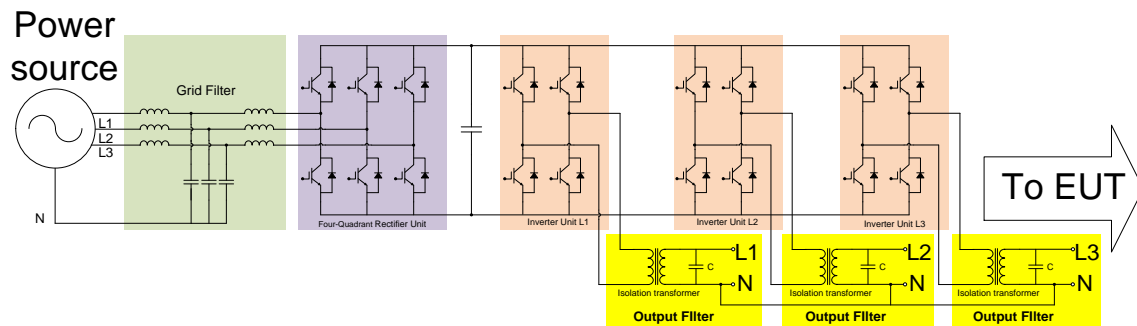 Power
source
Grid Filter
L1
L2
L3
N
Four-Quadrant Rectifier Unit
Inverter Unit L1
Inverter Unit L2
Inverter Unit L3
To EUT
L1
C
N
Isolation transformer
Output FIlter
L2
C
N
Isolation transformer
Output FIlter
L3
C
N
Isolation transformer
Output FIlter